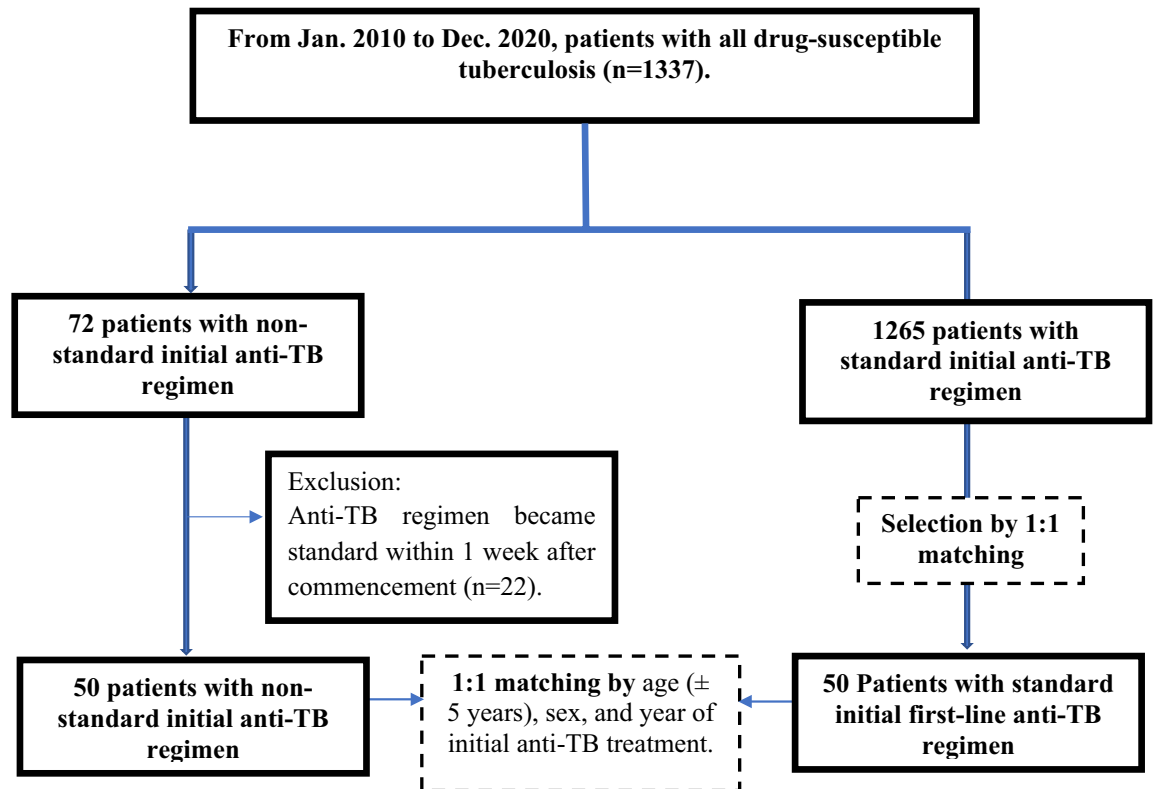 From Jan. 2010 to Dec. 2020, patients with all drug-susceptible
tuberculosis (n=1337).
72 patients with non-
standard initial anti-TB
regimen
1265 patients with
standard initial anti-TB
regimen
Exclusion:
Anti-TB regimen became
standard within 1 week after
commencement (n=22).
Selection by 1:1
matching
50 patients with non-
standard initial anti-TB
regimen
1:1 matching by age (±
5 years), sex, and year of
initial anti-TB treatment.
50 Patients with standard
initial first-line anti-TB
regimen